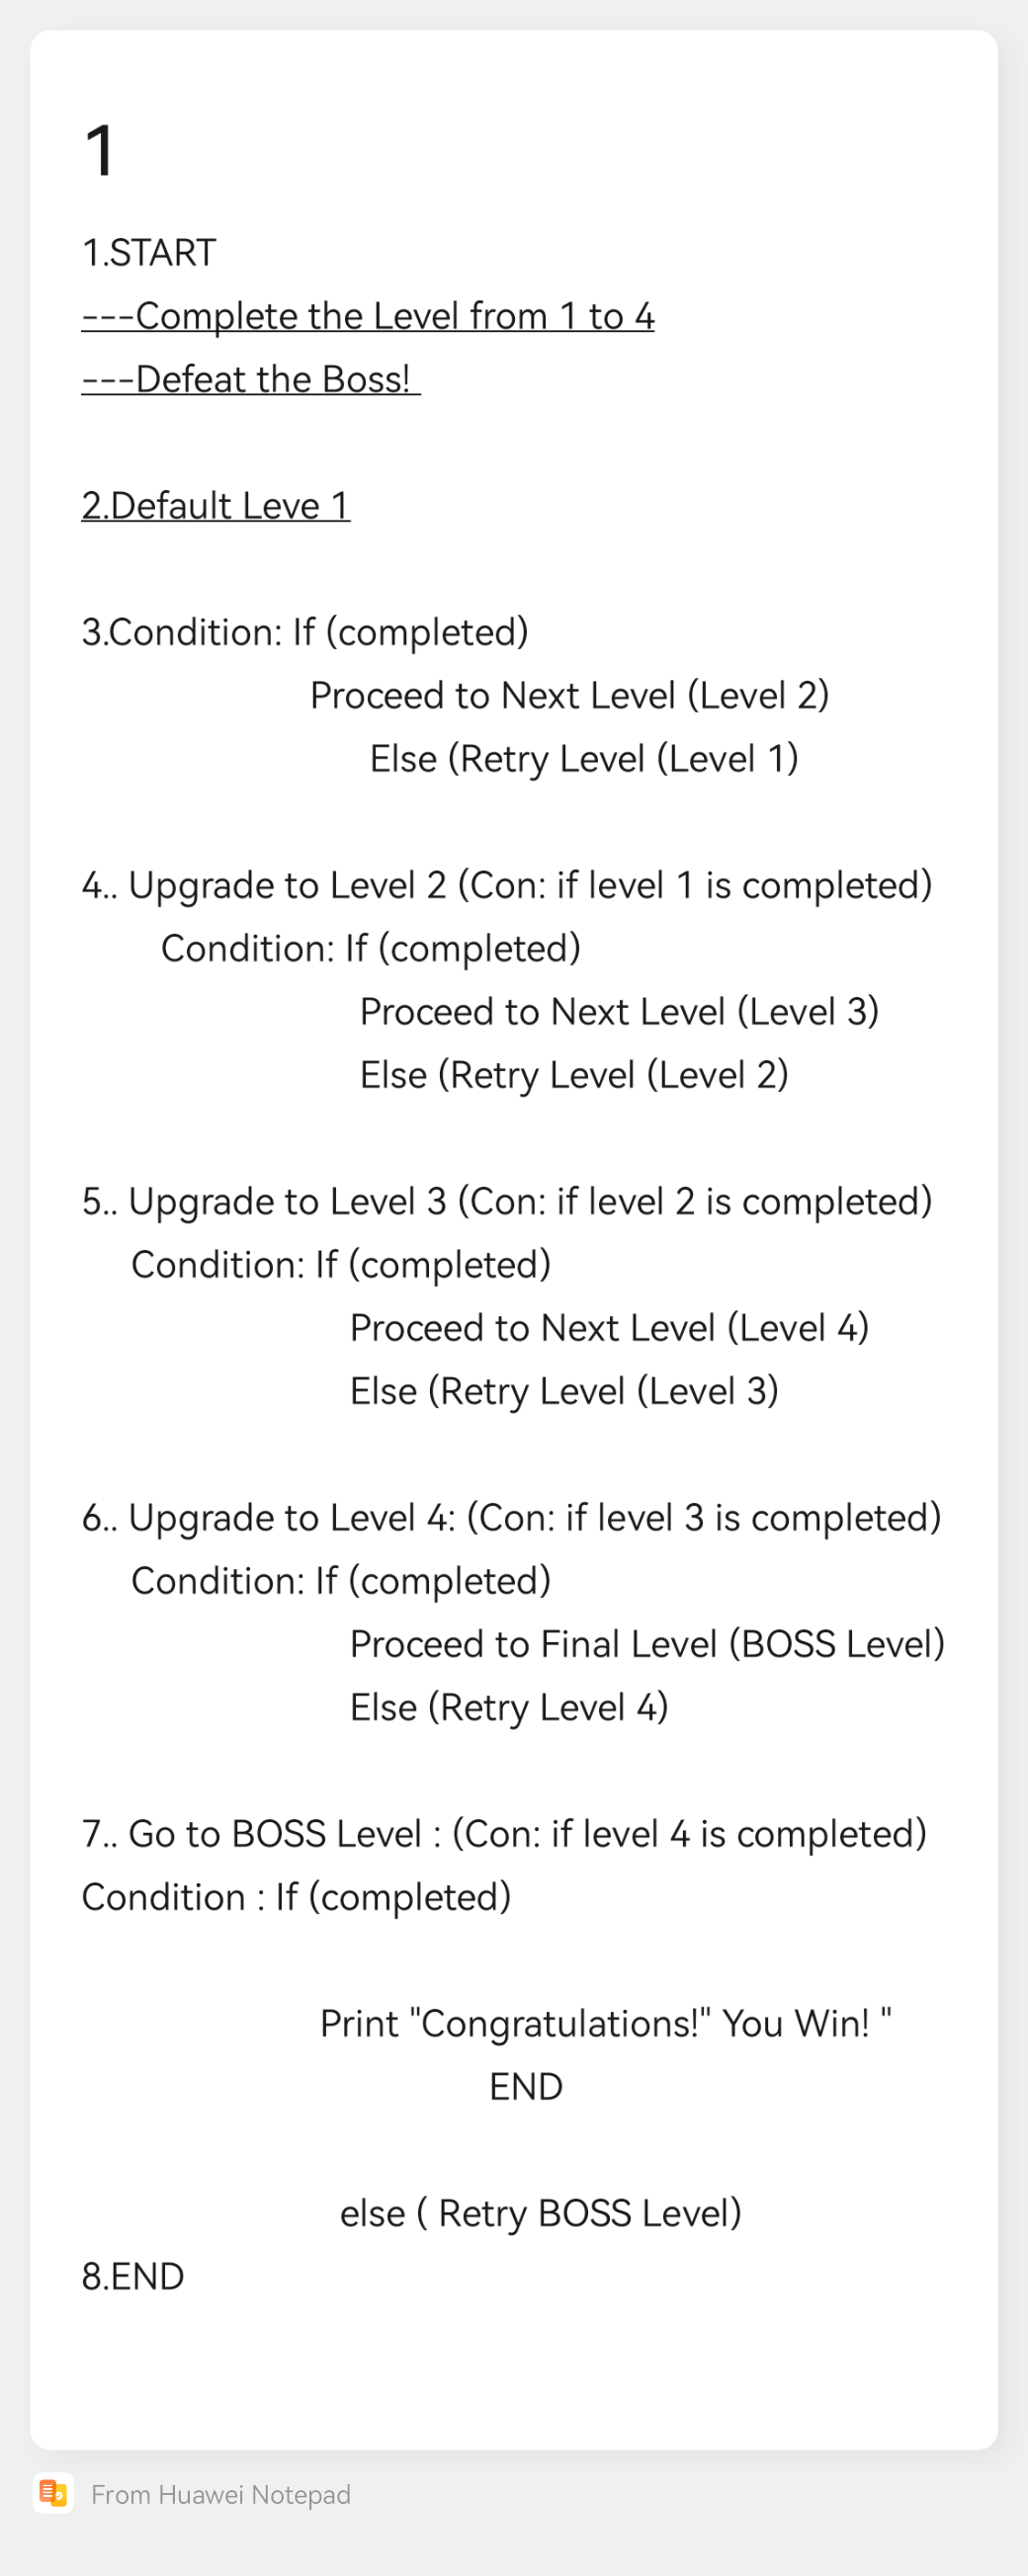 1
1.START
---Complete the Level from 1 to 4
---Defeat the Boss!
2.Default Leve 1
3.Condition: If (completed)
Proceed to Next Level (Level 2)
Else (Retry Level (Level 1)
4.. Upgrade to Level 2 (Con: if level 1 is completed)
Condition: If (completed)
Proceed to Next Level (Level 3)
Else (Retry Level (Level 2)
5.. Upgrade to Level 3 (Con: if level 2 is completed)
Condition: If (completed)
Proceed to Next Level (Level 4)
Else (Retry Level (Level 3)
6.. Upgrade to Level 4: (Con: if level 3 is completed)
Condition: If (completed)
Proceed to Final Level (BOSS Level)
Else (Retry Level 4)
7.. Go to BOSS Level : (Con: if level 4 is completed)
Condition : If (completed)
Print "Congratulations!" You Win! "
END
else ( Retry BOSS Level)
8.END
From Huawei Notepad